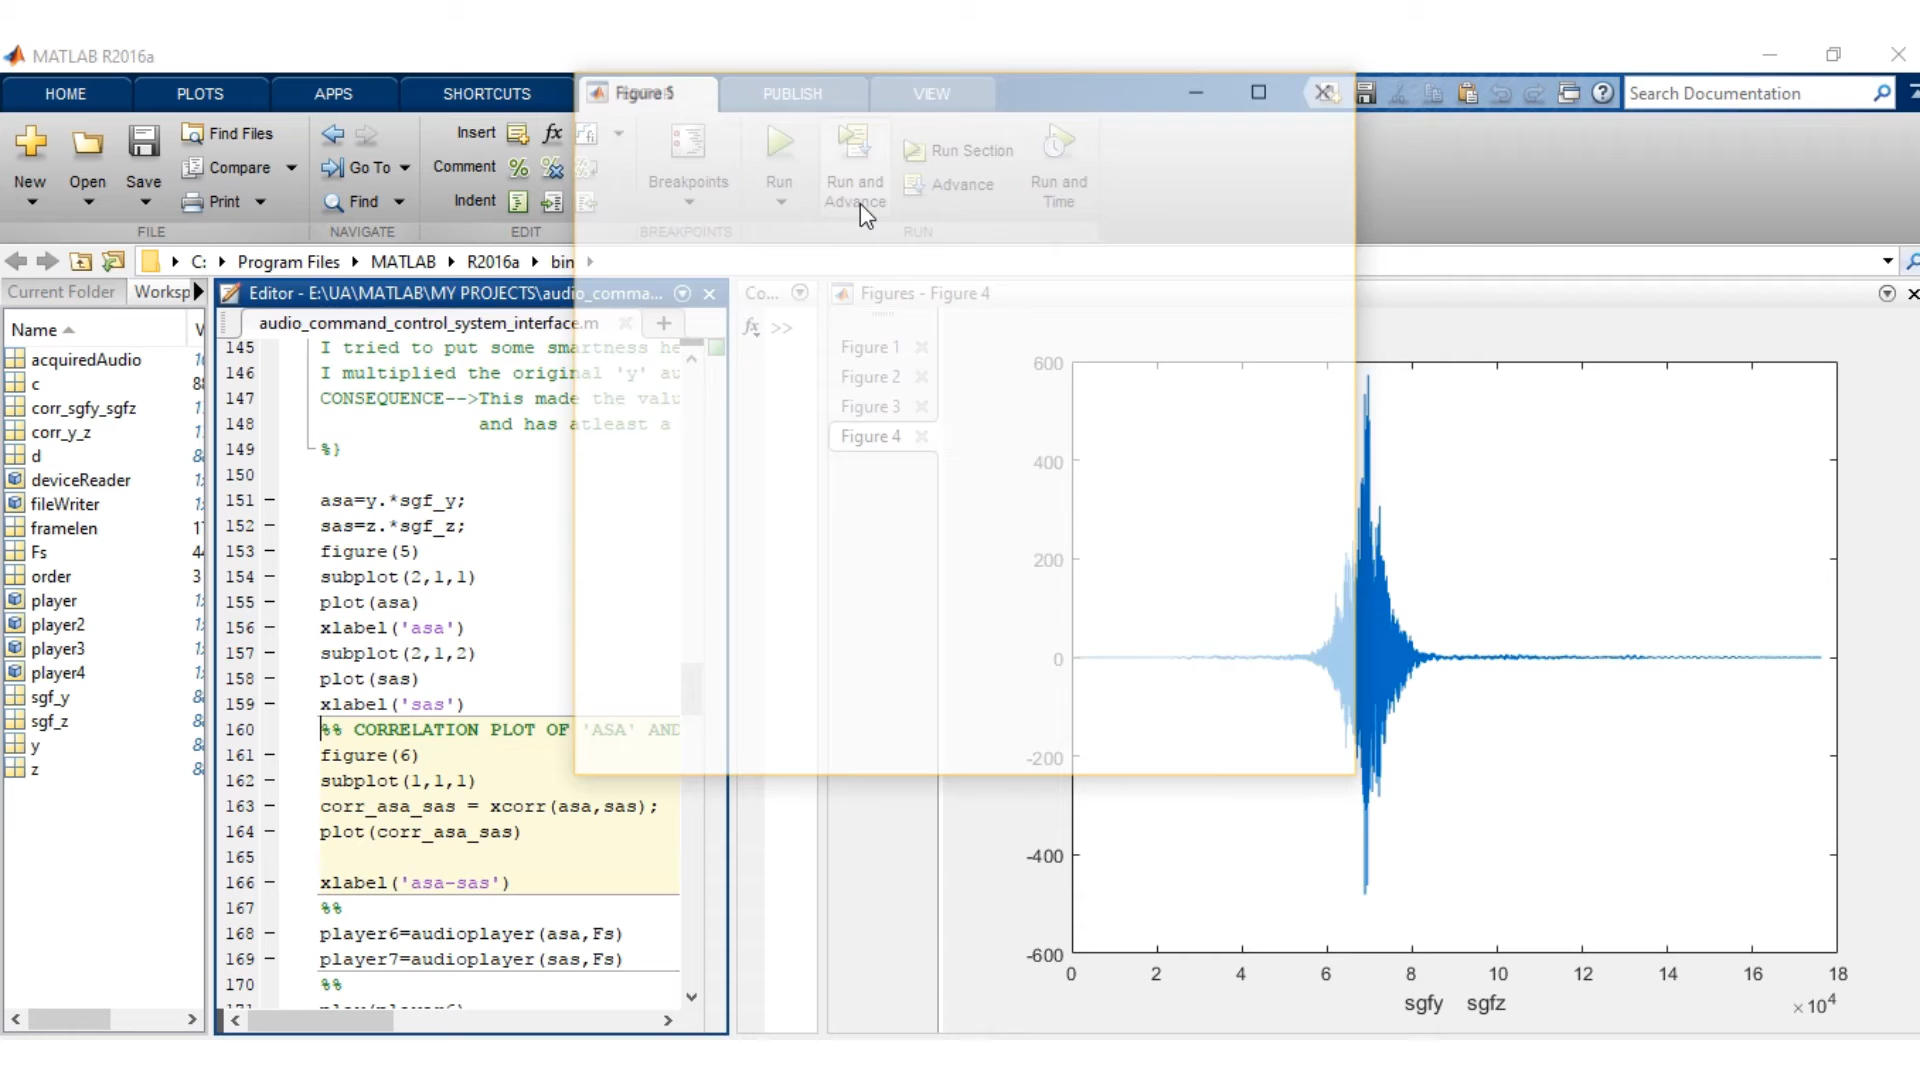 MATLAB R2016a
HOME PLOTS APPS SHORTCUTS Figure 5 PUBLISH VIEW Search Documentation
New Open Save Find Files Compare Print
Go To Find
Insert Comment Indent fx
Breakpoints Run Run and Advance Run Section Advance Run and Time
FILE NAVIGATE EDIT BREAKPOINTS RUN
C: Program Files MATLAB R2016a bin
Current Folder Worksp
Editor - E:\UA\MATLAB\MY PROJECTS\audio_comma...
Co...
Figures - Figure 4
Name
audio_command_control_system_interface.m
fx >>
acquiredAudio
c
corr_sgfy_sgfz
corr_y_z
d
deviceReader
fileWriter
framelen
Fs
order
player
player2
player3
player4
sgf_y
sgf_z
y
z
145 I tried to put some smartness he
146 I multiplied the original 'y' au
147 CONSEQUENCE-->This made the valu
148 and has atleast a
149 %}
150
151 asa=y.*sgf_y;
152 sas=z.*sgf_z;
153 figure(5)
154 subplot(2,1,1)
155 plot(asa)
156 xlabel('asa')
157 subplot(2,1,2)
158 plot(sas)
159 xlabel('sas')
160 %% CORRELATION PLOT OF 'ASA' AND
161 figure(6)
162 subplot(1,1,1)
163 corr_asa_sas = xcorr(asa,sas);
164 plot(corr_asa_sas)
165
166 xlabel('asa-sas')
167 %%
168 player6=audioplayer(asa,Fs)
169 player7=audioplayer(sas,Fs)
170 %%
Figure 1
Figure 2
Figure 3
Figure 4
600
400
200
0
-200
-400
-600
0 2 4 6 8 10 12 14 16 18
sgfy sgfz
×10⁴